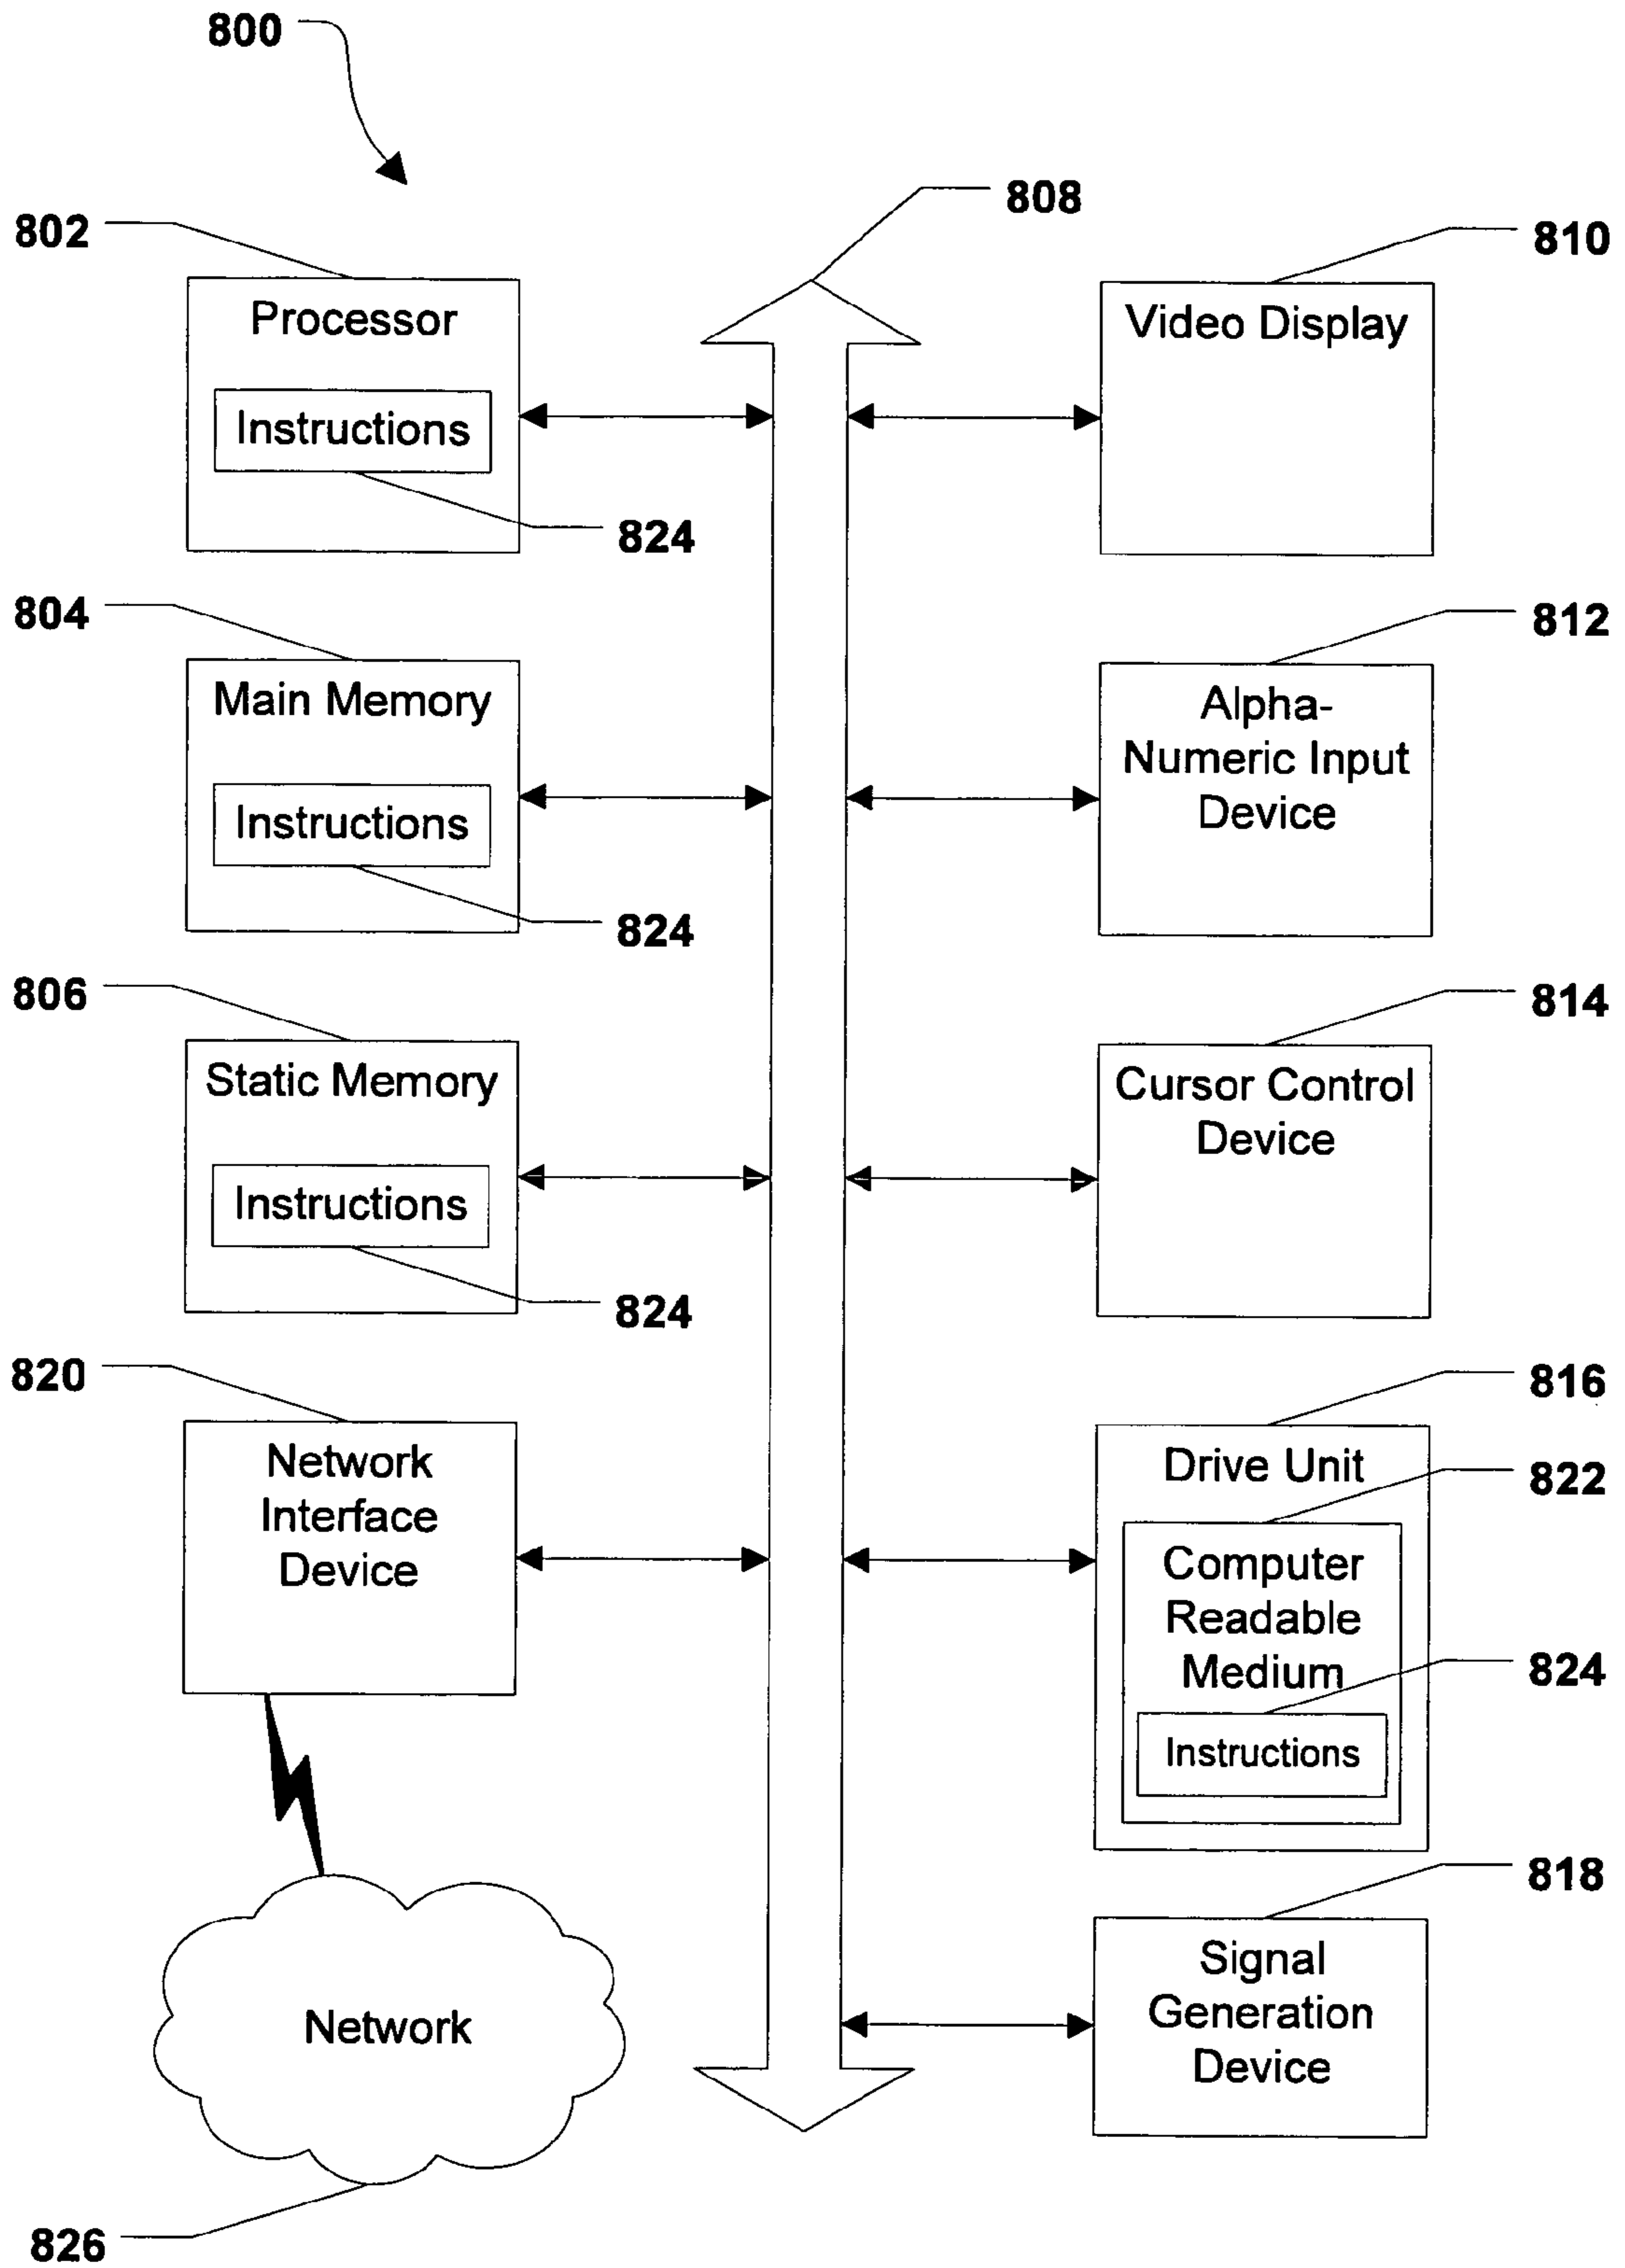 800
808
802
810
Processor
Instructions
824
Video Display
804
812
Main Memory
Instructions
824
Alpha-
Numeric Input
Device
806
814
Static Memory
Instructions
824
Cursor Control
Device
820
816
Network
Interface
Device
Drive Unit
822
Computer
Readable
Medium
824
Instructions
818
Signal
Generation
Device
Network
826